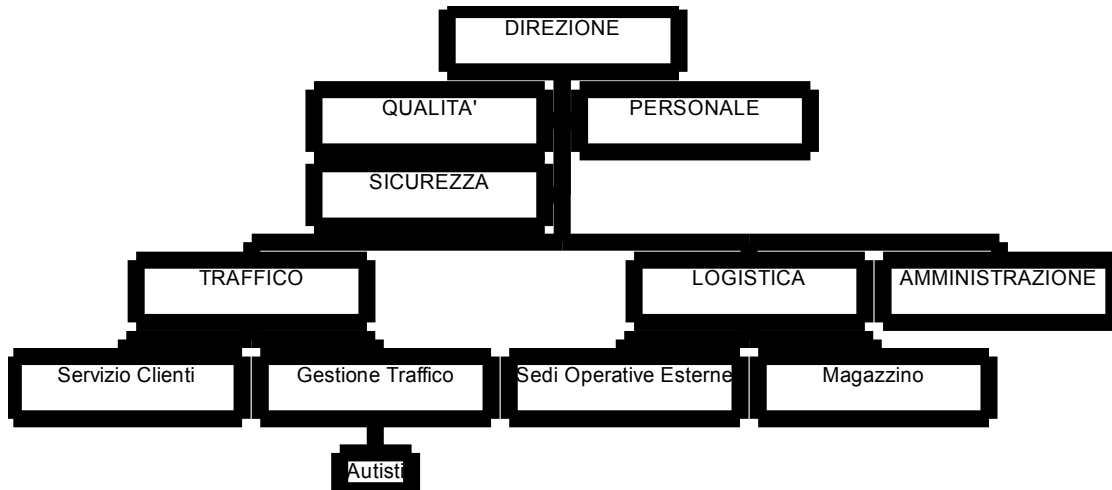 DIREZIONE
QUALITA'
PERSONALE
SICUREZZA
TRAFFICO
LOGISTICA
AMMINISTRAZIONE
Servizio Clienti
Gestione Traffico
Sedi Operative Esterne
Magazzino
Autisti